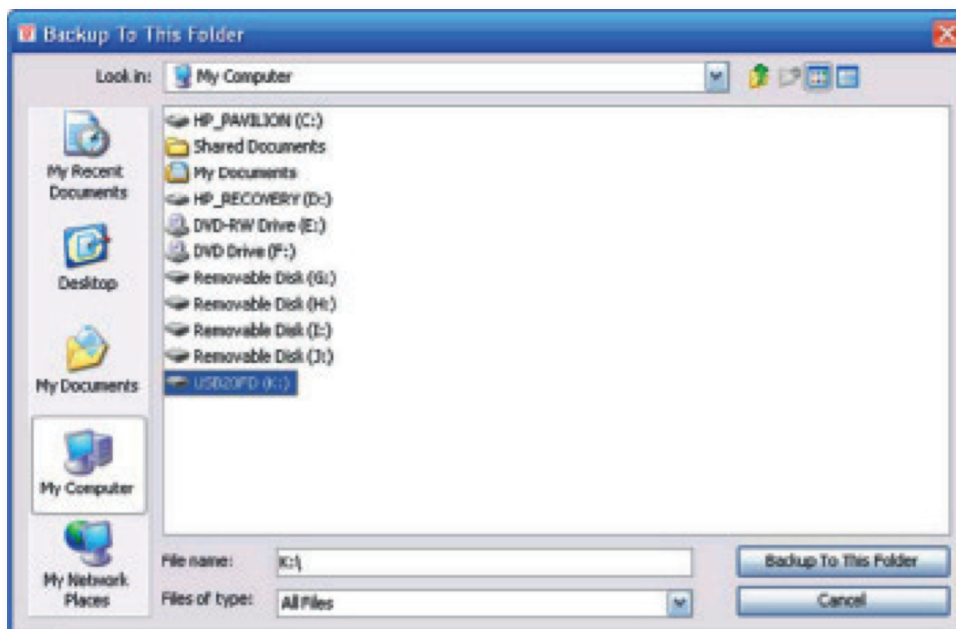 Backup To This Folder
Look in: My Computer
HP_PAVILION (C:)
Shared Documents
My Documents
HP_RECOVERY (D:)
DVD-RW Drive (E:)
DVD Drive (F:)
Removable Disk (G:)
Removable Disk (H:)
Removable Disk (I:)
Removable Disk (J:)
USB20FD (K:)
My Recent
Documents
Desktop
My Documents
My Computer
My Network
Places
File name: K:\ Backup To This Folder
Files of type: All Files Cancel